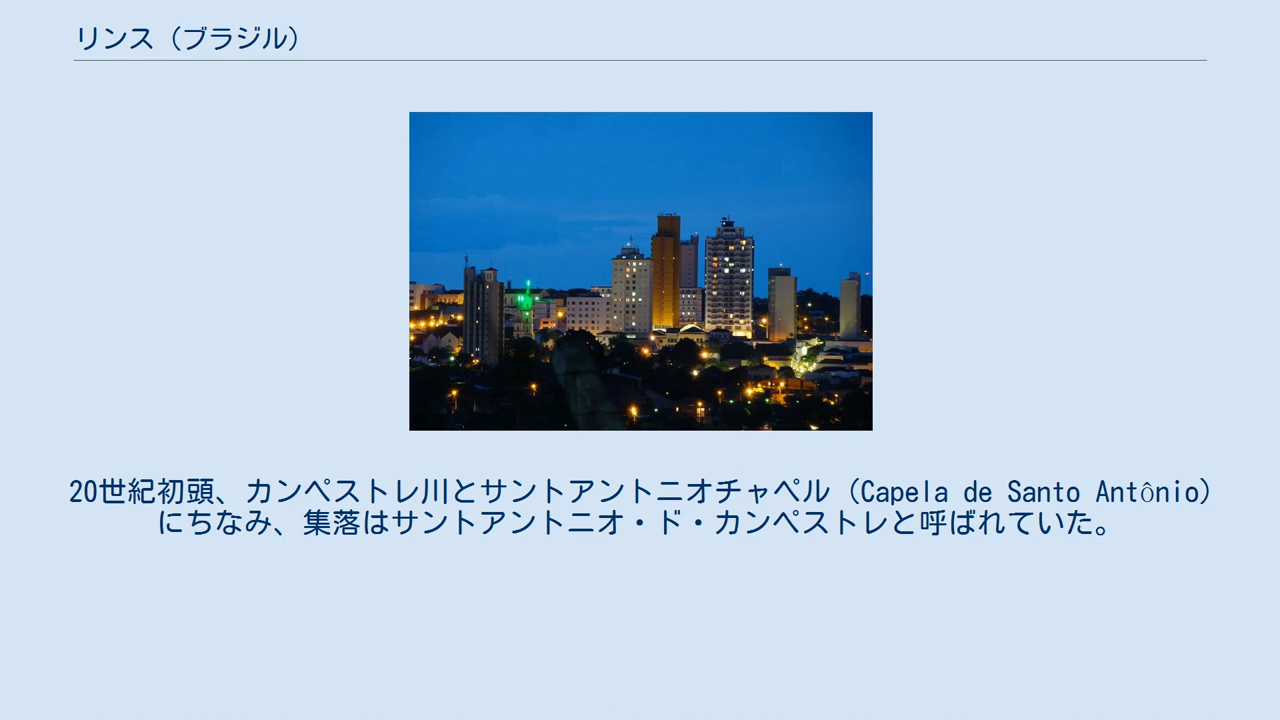 リンス（ブラジル）
20世紀初頭、カンペストレ川とサントアントニオチャペル（Capela de Santo Antônio）
にちなみ、集落はサントアントニオ・ド・カンペストレと呼ばれていた。